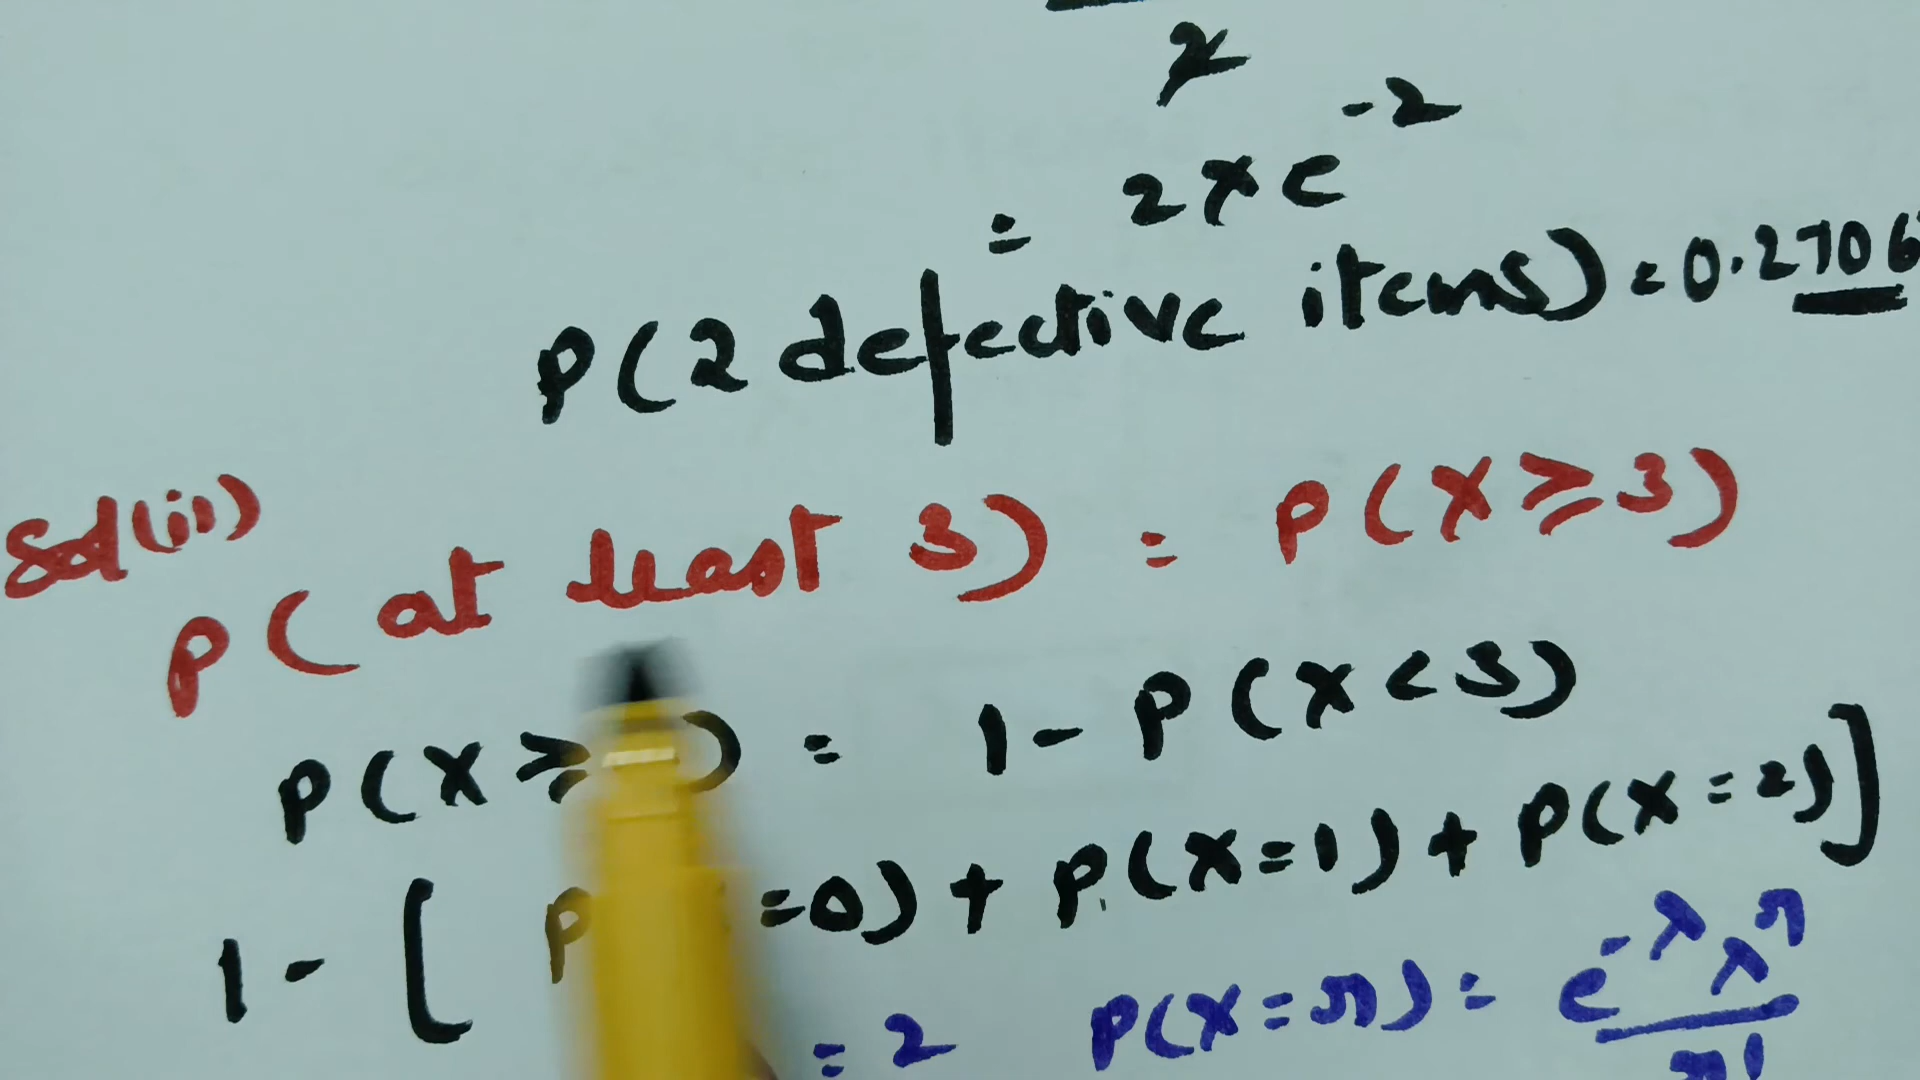 2
= 2 × e^-2
P(2 defective items) = 0.2706
Sol(ii)
P( at least 3) = P(X ≥ 3)
P(X ≥ ) = 1 - P(X < 3)
1 - [ P =0) + P(X=1) + P(X=2)]
= 2 P(X=r) = e^-λ λ^r / r!